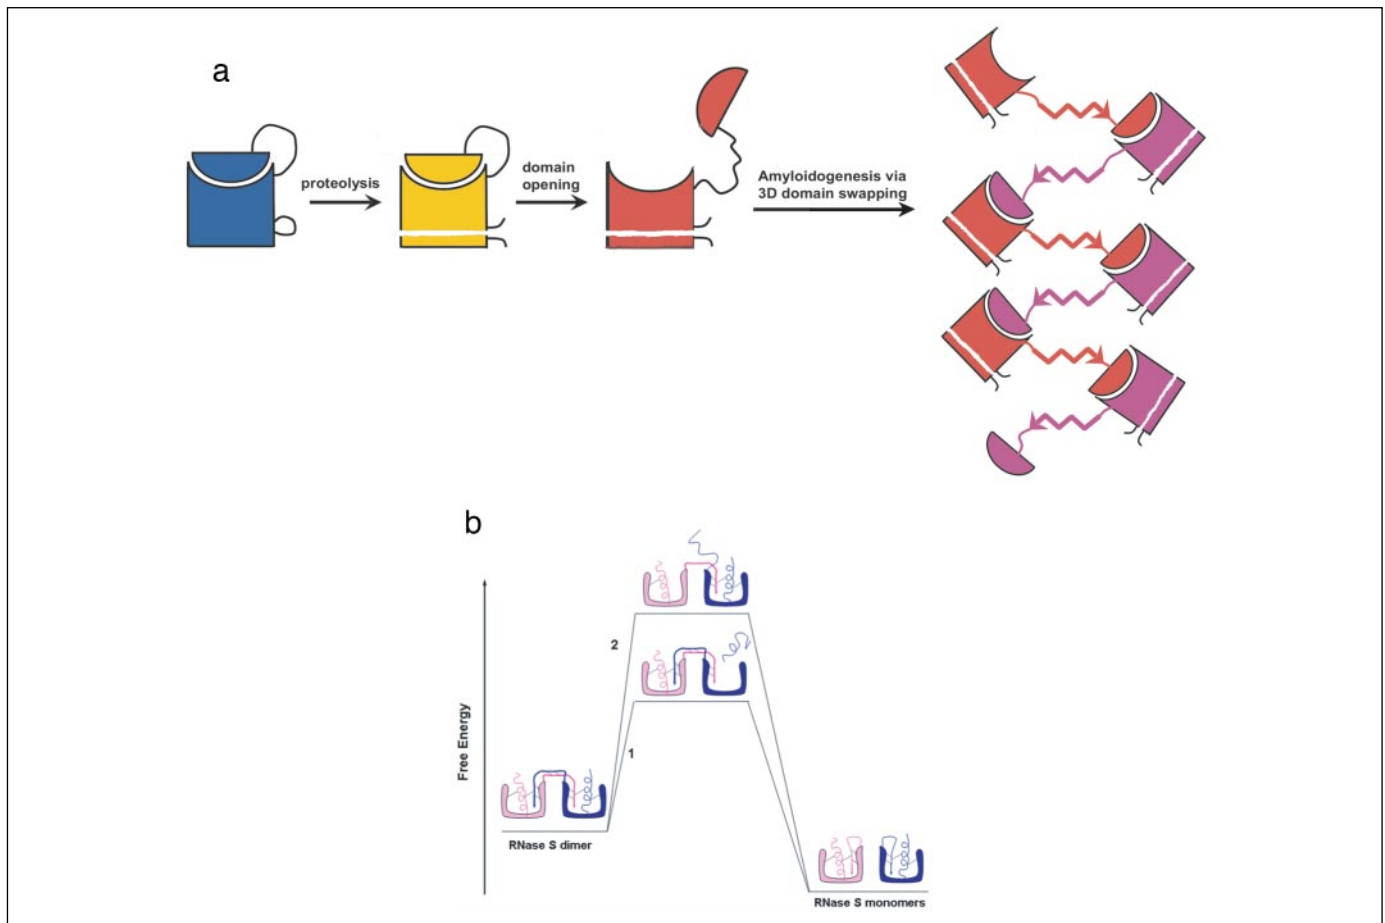 a
proteolysis
domain
opening
Amyloidogenesis via
3D domain swapping
b
Free Energy
2
1
RNase S dimer
RNase S monomers